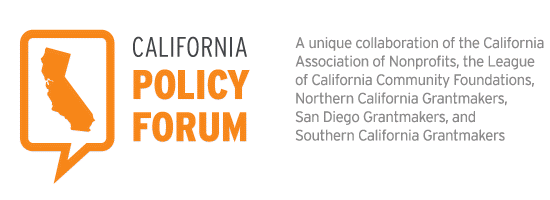 CALIFORNIA
POLICY
FORUM
A unique collaboration of the California
Association of Nonprofits, the League
of California Community Foundations,
Northern California Grantmakers,
San Diego Grantmakers, and
Southern California Grantmakers